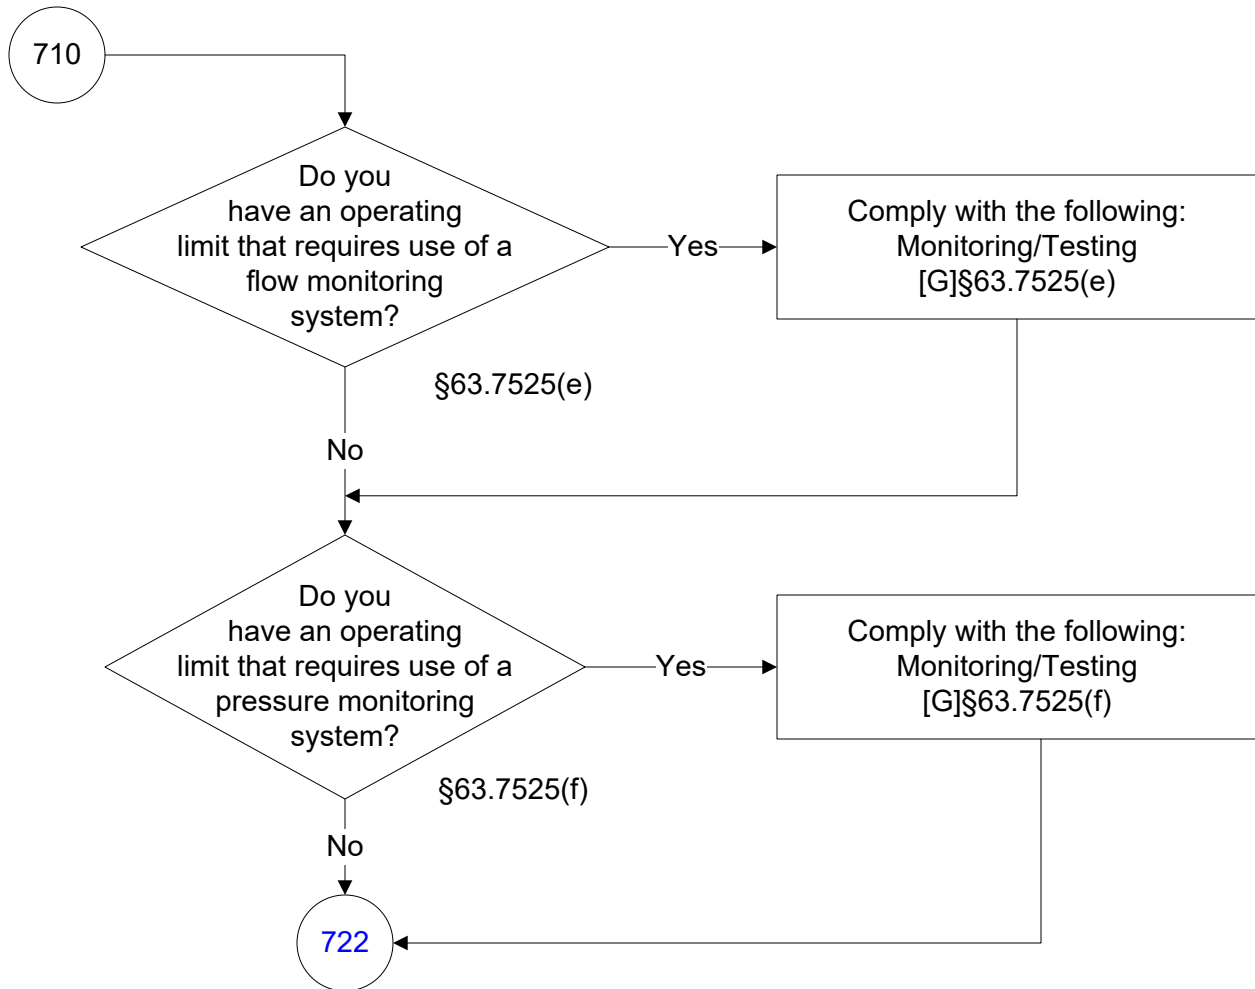 710
Do you
have an operating
limit that requires use of a
flow monitoring
system?
Yes
Comply with the following:
Monitoring/Testing
[G]§63.7525(e)
§63.7525(e)
No
Do you
have an operating
limit that requires use of a
pressure monitoring
system?
Yes
Comply with the following:
Monitoring/Testing
[G]§63.7525(f)
§63.7525(f)
No
722